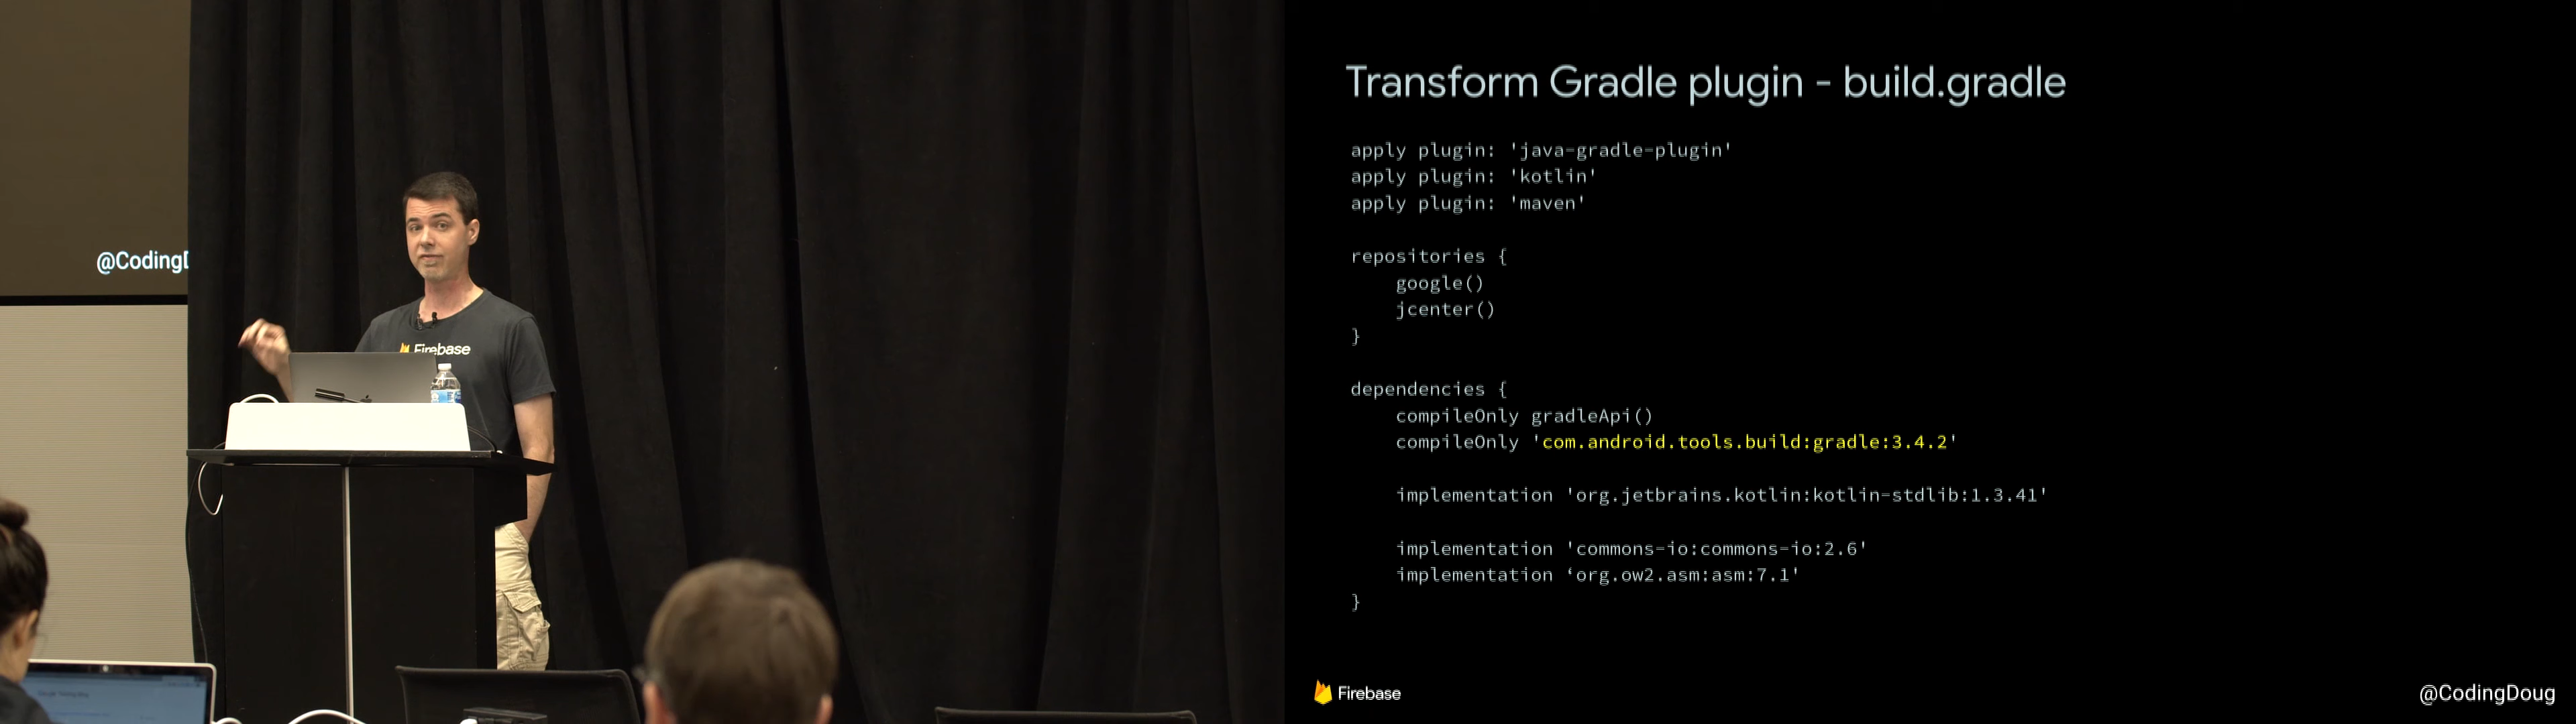 @CodingD
Firebase
Transform Gradle plugin - build.gradle
apply plugin: 'java-gradle-plugin'
apply plugin: 'kotlin'
apply plugin: 'maven'
repositories {
google()
jcenter()
}
dependencies {
compileOnly gradleApi()
compileOnly 'com.android.tools.build:gradle:3.4.2'
implementation 'org.jetbrains.kotlin:kotlin-stdlib:1.3.41'
implementation 'commons-io:commons-io:2.6'
implementation ‘org.ow2.asm:asm:7.1'
}
Firebase
@CodingDoug